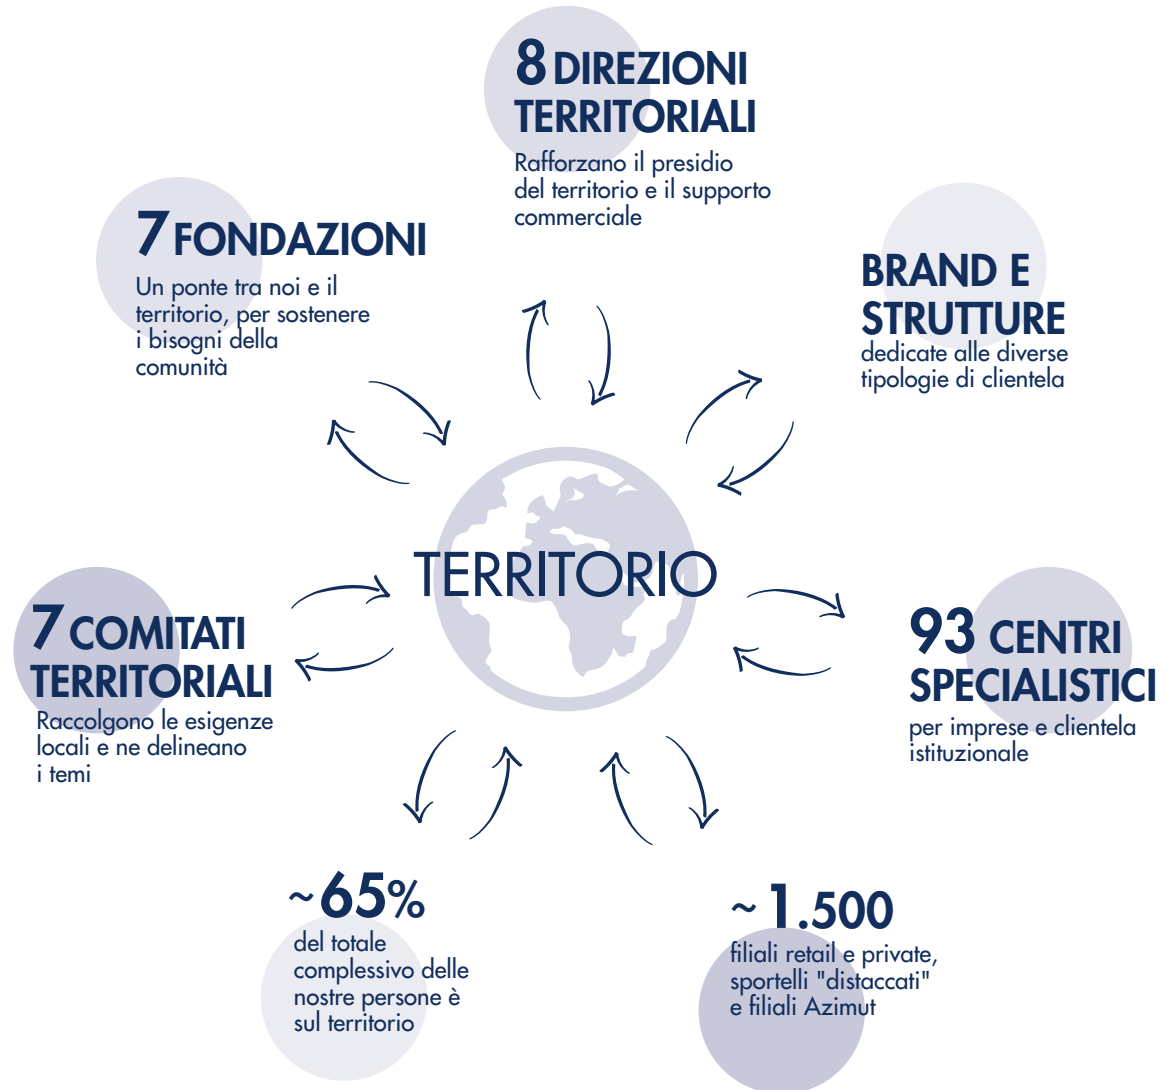 8 DIREZIONI
TERRITORIALI
Rafforzano il presidio
del territorio e il supporto
commerciale
7 FONDAZIONI
Un ponte tra noi e il
territorio, per sostenere
i bisogni della
comunità
BRAND E
STRUTTURE
dedicate alle diverse
tipologie di clientela
TERRITORIO
7 COMITATI
TERRITORIALI
Raccolgono le esigenze
locali e ne delineano
i temi
93 CENTRI
SPECIALISTICI
per imprese e clientela
istituzionale
~65%
del totale
complessivo delle
nostre persone è
sul territorio
~1.500
filiali retail e private,
sportelli "distaccati"
e filiali Azimut